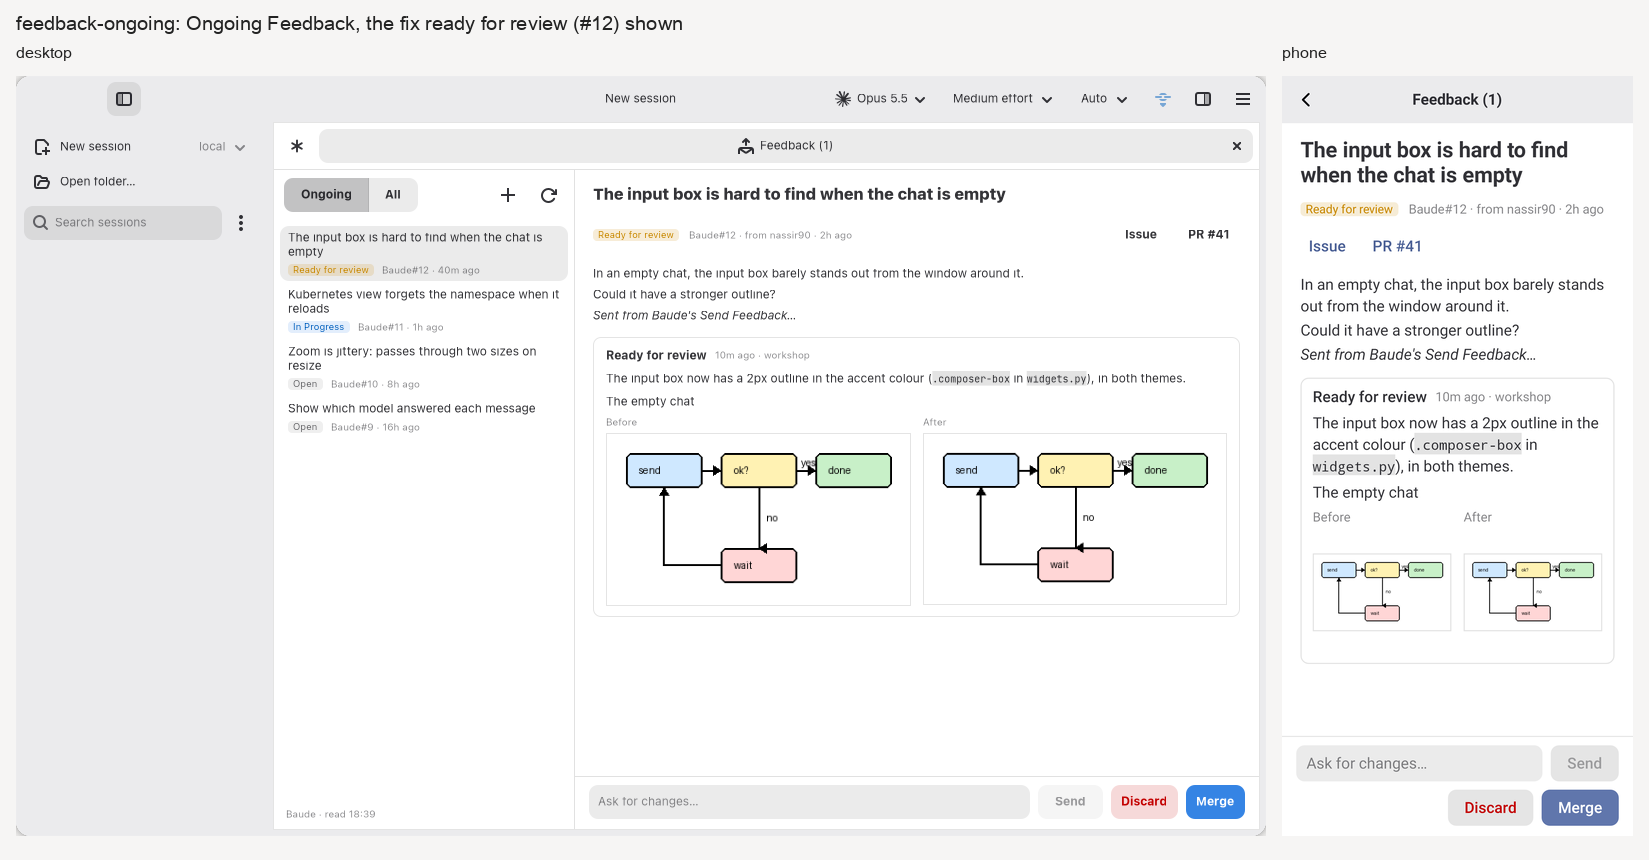 feedback-ongoing: Ongoing Feedback, the fix ready for review (#12) shown
desktop
New session
Opus 5.5
Medium effort
Auto
New session
local
Open folder...
Search sessions
Feedback (1)
Ongoing
All
The input box is hard to find when the chat is
empty
Ready for review
Baude#12 · 40m ago
Kubernetes view forgets the namespace when it
reloads
In Progress
Baude#11 · 1h ago
Zoom is jittery: passes through two sizes on
resize
Open
Baude#10 · 8h ago
Show which model answered each message
Open
Baude#9 · 16h ago
Baude · read 18:39
The input box is hard to find when the chat is empty
Ready for review
Baude#12 · from nassir90 · 2h ago
Issue
PR #41
In an empty chat, the input box barely stands out from the window around it.
Could it have a stronger outline?
Sent from Baude's Send Feedback…
Ready for review 10m ago · workshop
The input box now has a 2px outline in the accent colour (.composer-box in widgets.py), in both themes.
The empty chat
Before
send
ok?
yes
done
no
wait
After
send
ok?
yes
done
no
wait
Ask for changes…
Send
Discard
Merge
phone
Feedback (1)
The input box is hard to find
when the chat is empty
Ready for review
Baude#12 · from nassir90 · 2h ago
Issue
PR #41
In an empty chat, the input box barely stands
out from the window around it.
Could it have a stronger outline?
Sent from Baude's Send Feedback…
Ready for review 10m ago · workshop
The input box now has a 2px outline in the
accent colour (.composer-box in
widgets.py), in both themes.
The empty chat
Before
send
ok?
done
no
wait
After
send
ok?
done
no
wait
Ask for changes…
Send
Discard
Merge